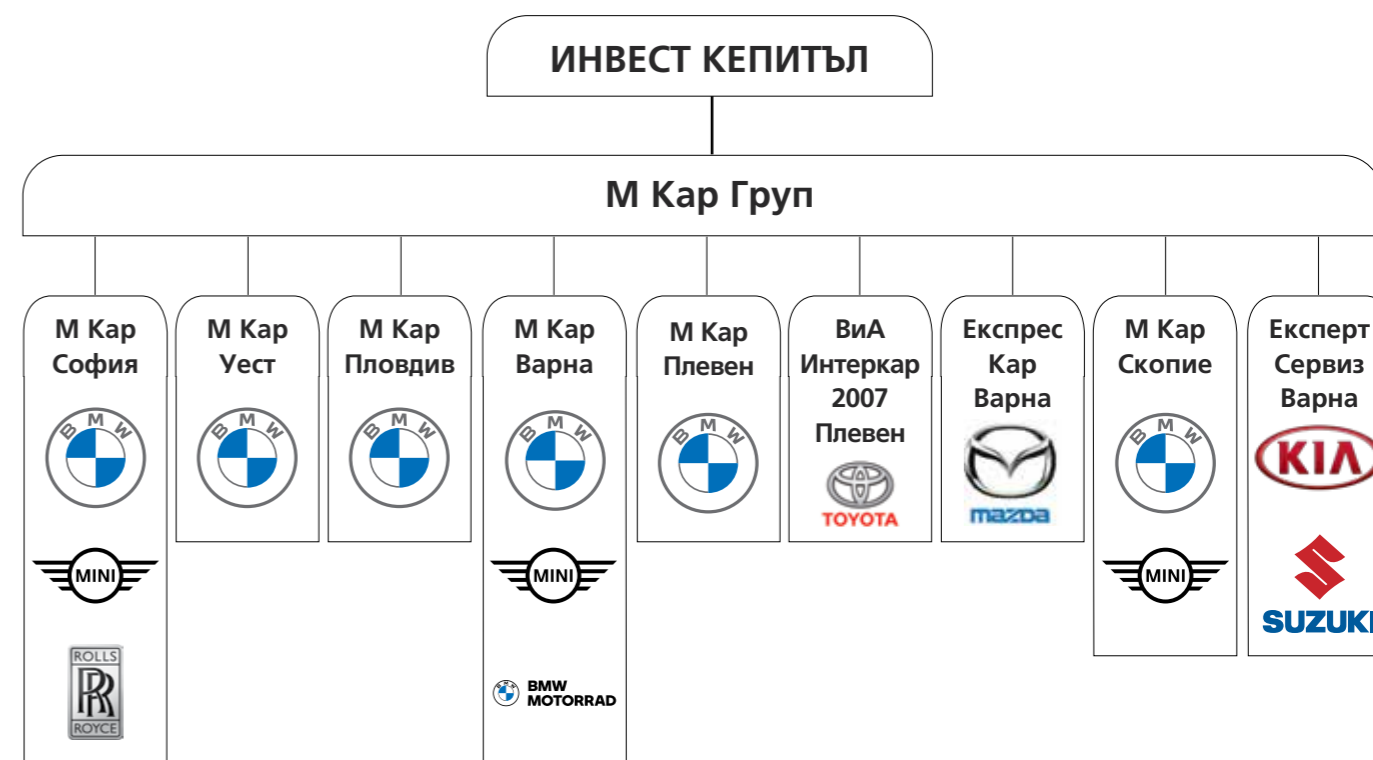 ИНВЕСТ КЕПИТЪЛ
М Кар Груп
М Кар
София
BMW
MINI
ROLLS
RR
ROYCE
М Кар
Уест
BMW
М Кар
Пловдив
BMW
М Кар
Варна
BMW
MINI
BMW
MOTORRAD
М Кар
Плевен
BMW
ВиА
Интеркар
2007
Плевен
TOYOTA
Експрес
Кар
Варна
mazda
М Кар
Скопие
BMW
MINI
Експерт
Сервиз
Варна
KIA
SUZUKI